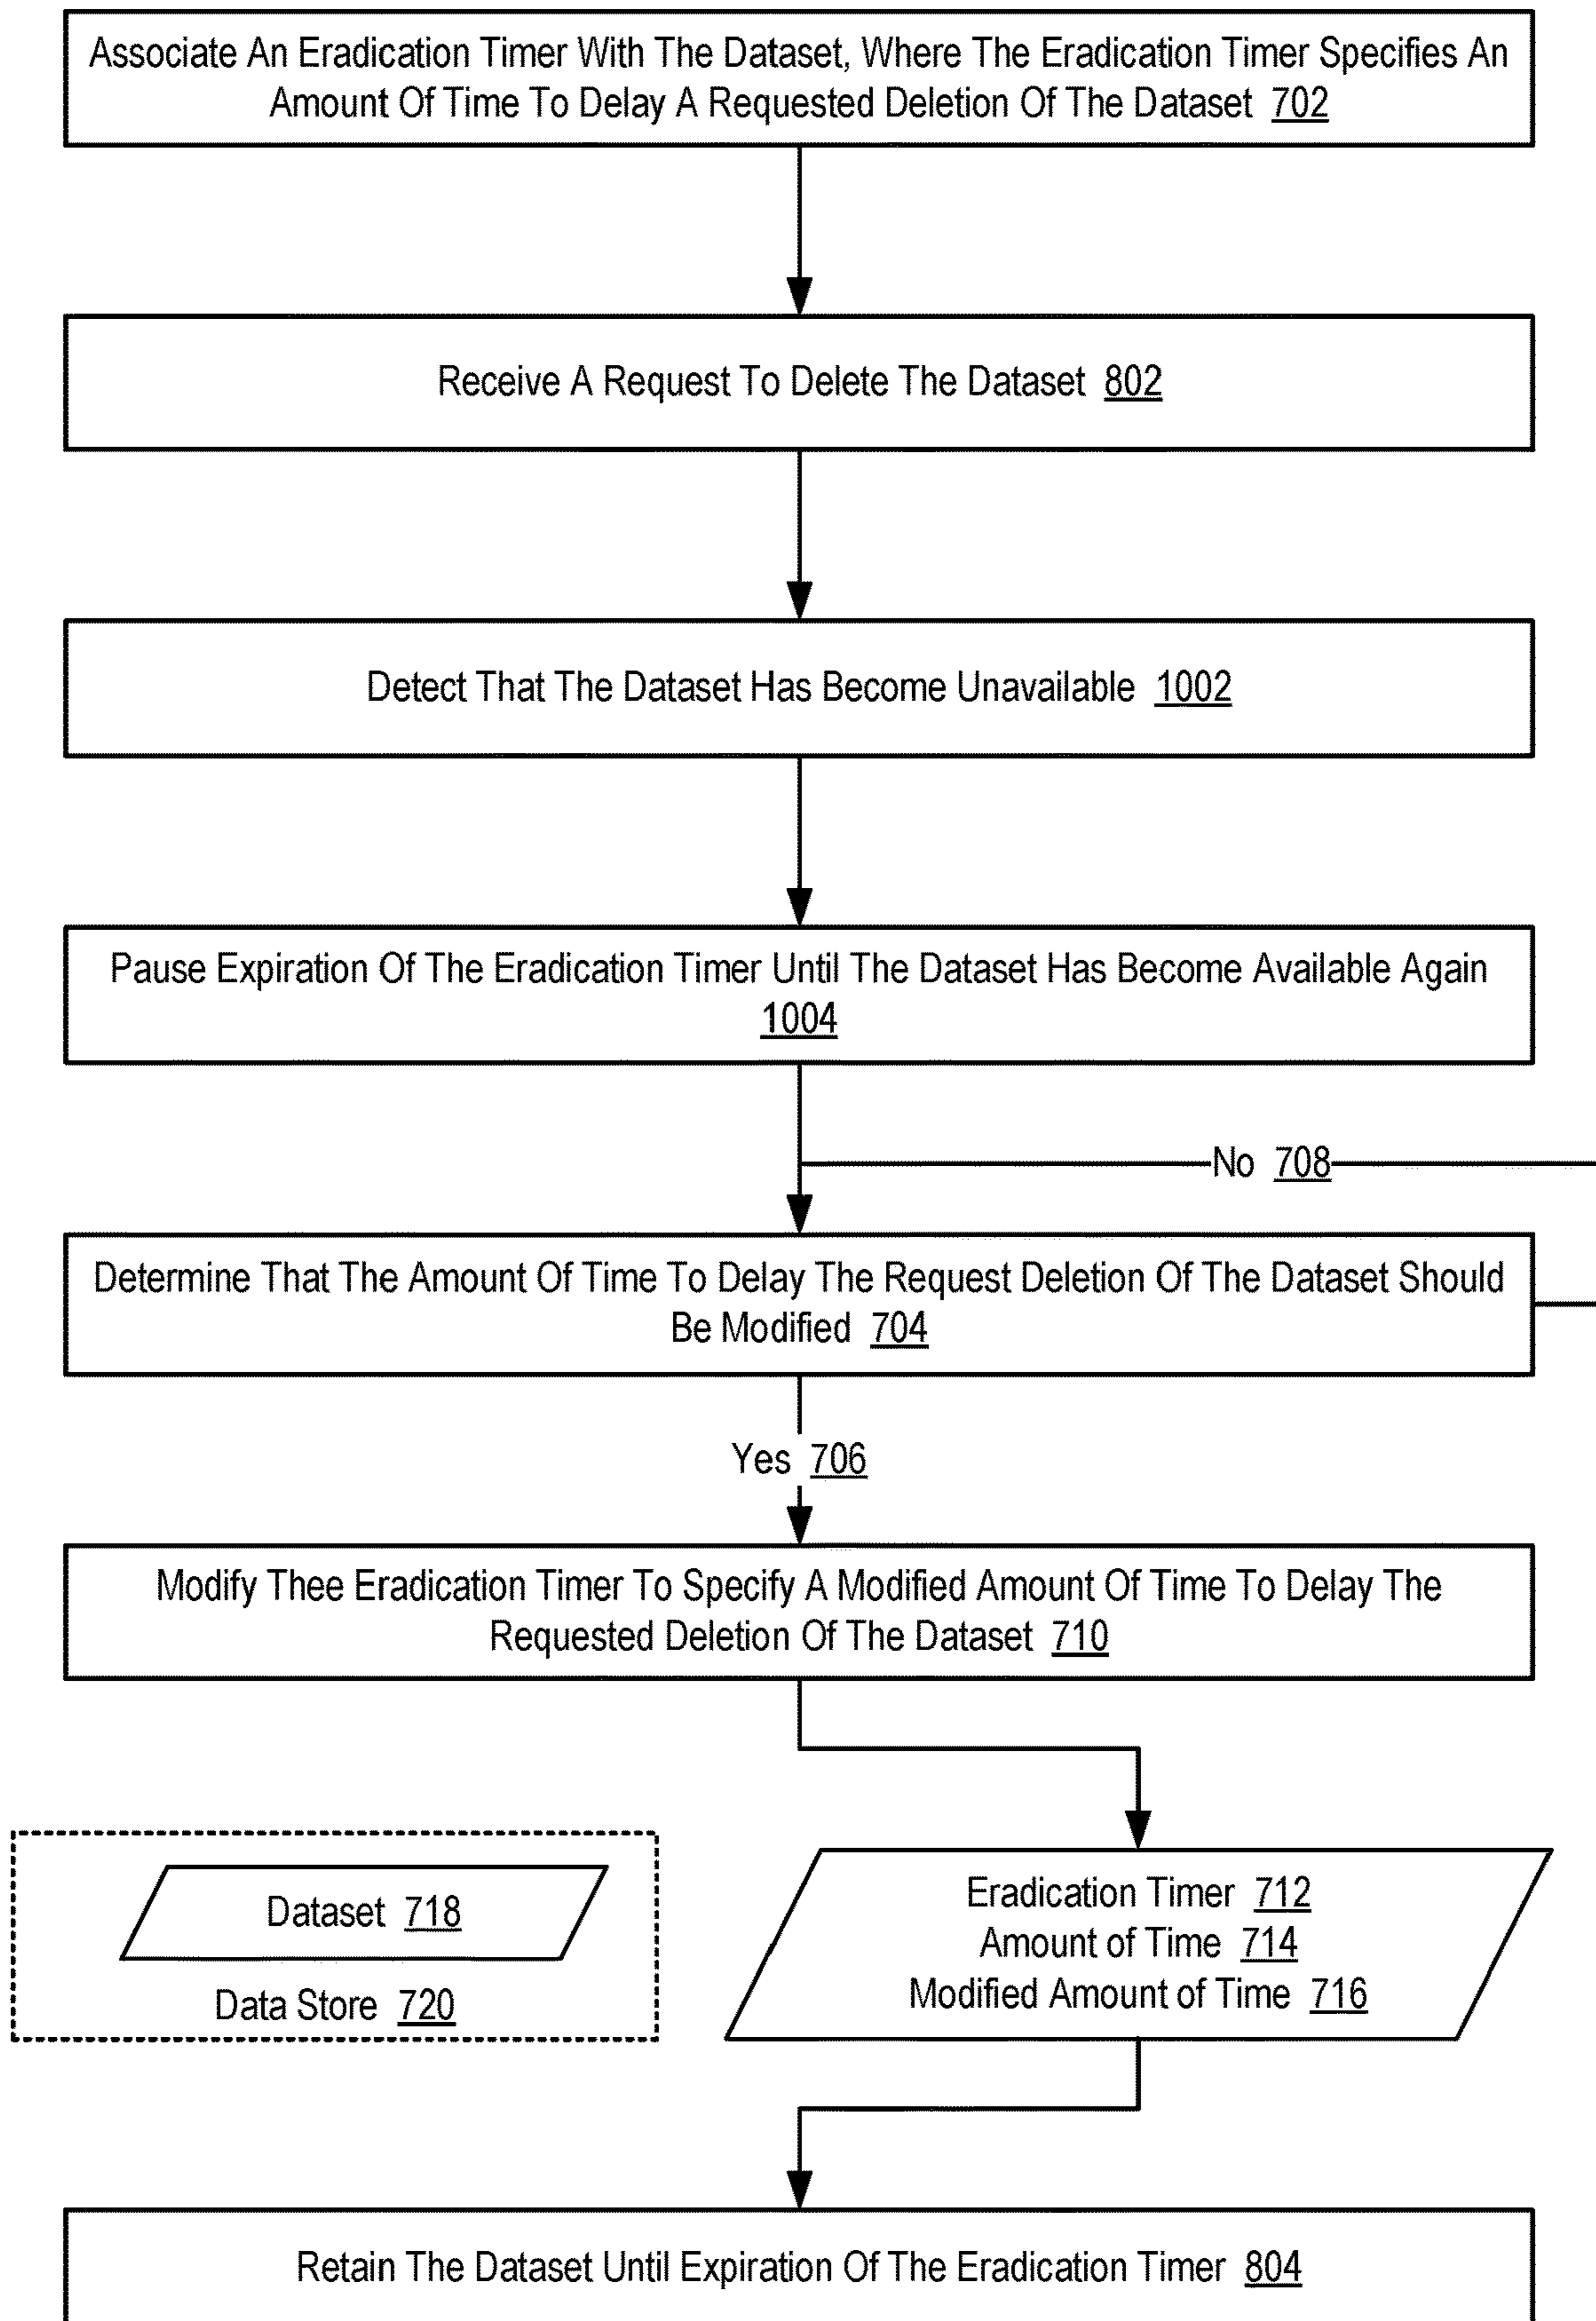 Associate An Eradication Timer With The Dataset, Where The Eradication Timer Specifies An
Amount Of Time To Delay A Requested Deletion Of The Dataset 702
Receive A Request To Delete The Dataset 802
Detect That The Dataset Has Become Unavailable 1002
Pause Expiration Of The Eradication Timer Until The Dataset Has Become Available Again
1004
No 708
Determine That The Amount Of Time To Delay The Request Deletion Of The Dataset Should
Be Modified 704
Yes 706
Modify Thee Eradication Timer To Specify A Modified Amount Of Time To Delay The
Requested Deletion Of The Dataset 710
Dataset 718
Data Store 720
Eradication Timer 712
Amount of Time 714
Modified Amount of Time 716
Retain The Dataset Until Expiration Of The Eradication Timer 804